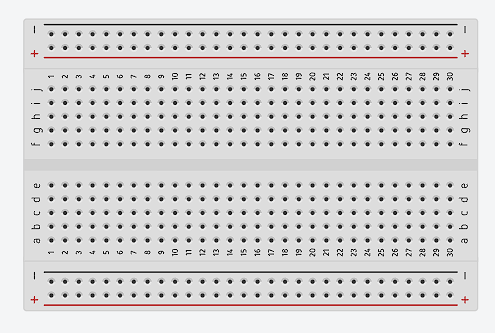 − −
+ +
1 2 3 4 5 6 7 8 9 10 11 12 13 14 15 16 17 18 19 20 21 22 23 24 25 26 27 28 29 30
j j
i i
h h
g g
f f
e e
d d
c c
b b
a a
1 2 3 4 5 6 7 8 9 10 11 12 13 14 15 16 17 18 19 20 21 22 23 24 25 26 27 28 29 30
− −
+ +